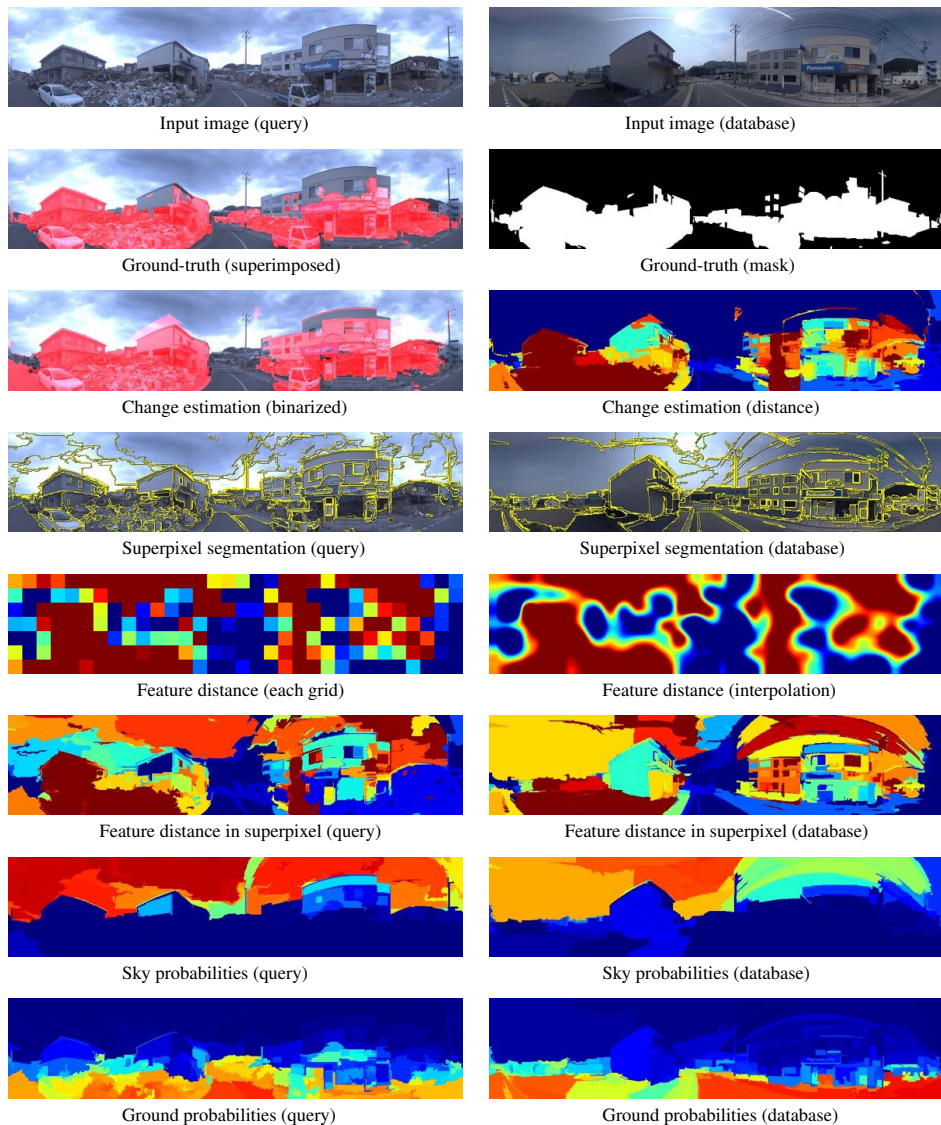 Panasonic
Input image (query)
Input image (database)
Ground-truth (superimposed)
Ground-truth (mask)
Change estimation (binarized)
Change estimation (distance)
Superpixel segmentation (query)
Superpixel segmentation (database)
Feature distance (each grid)
Feature distance (interpolation)
Feature distance in superpixel (query)
Feature distance in superpixel (database)
Sky probabilities (query)
Sky probabilities (database)
Ground probabilities (query)
Ground probabilities (database)